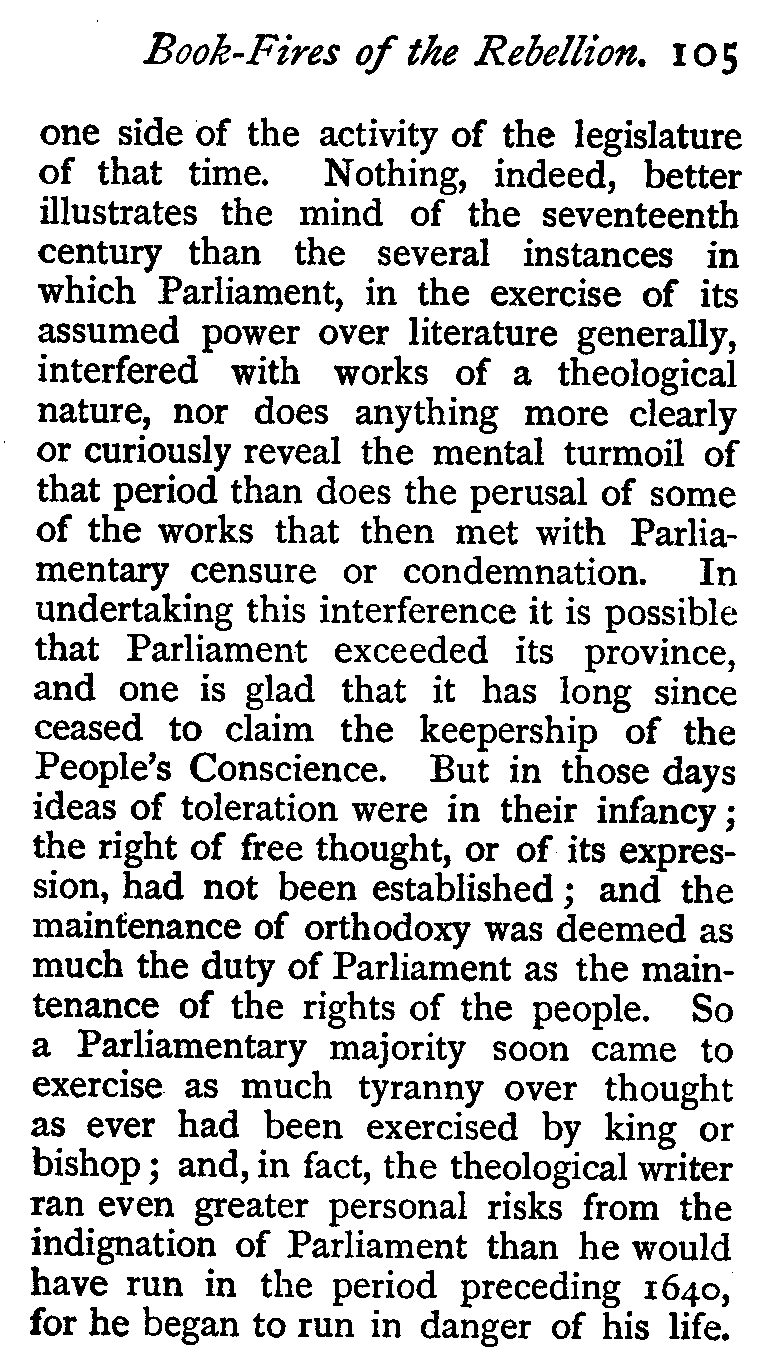 Book-Fires of the Rebellion. 105
one side of the activity of the legislature
of that time. Nothing, indeed, better
illustrates the mind of the seventeenth
century than the several instances in
which Parliament, in the exercise of its
assumed power over literature generally,
interfered with works of a theological
nature, nor does anything more clearly
or curiously reveal the mental turmoil of
that period than does the perusal of some
of the works that then met with Parlia-
mentary censure or condemnation. In
undertaking this interference it is possible
that Parliament exceeded its province,
and one is glad that it has long since
ceased to claim the keepership of the
People's Conscience. But in those days
ideas of toleration were in their infancy;
the right of free thought, or of its expres-
sion, had not been established; and the
maintenance of orthodoxy was deemed as
much the duty of Parliament as the main-
tenance of the rights of the people. So
a Parliamentary majority soon came to
exercise as much tyranny over thought
as ever had been exercised by king or
bishop; and, in fact, the theological writer
ran even greater personal risks from the
indignation of Parliament than he would
have run in the period preceding 1640,
for he began to run in danger of his life.